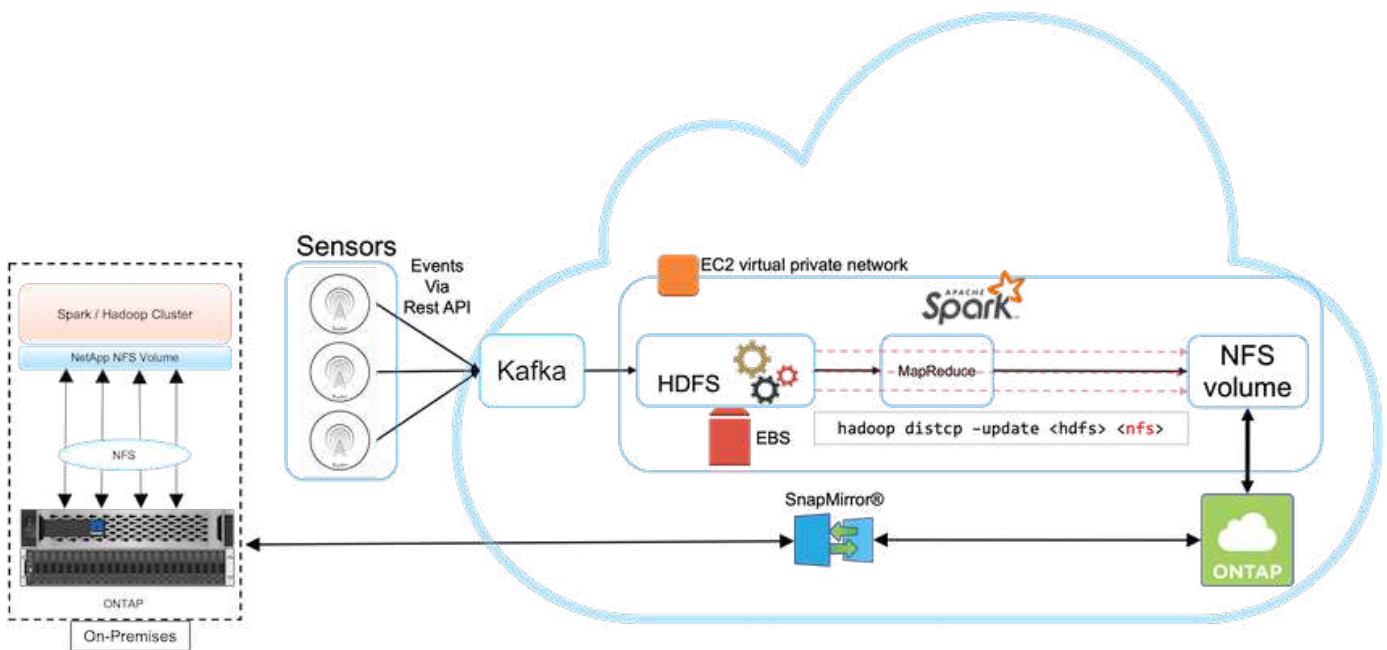 Spark / Hadoop Cluster
NetApp NFS Volume
NFS
ONTAP
On-Premises
Sensors
Events
Via
Rest API
Kafka
EC2 virtual private network
APACHE
Spark
HDFS
EBS
MapReduce
hadoop distcp -update <hdfs> <nfs>
NFS
volume
SnapMirror®
ONTAP